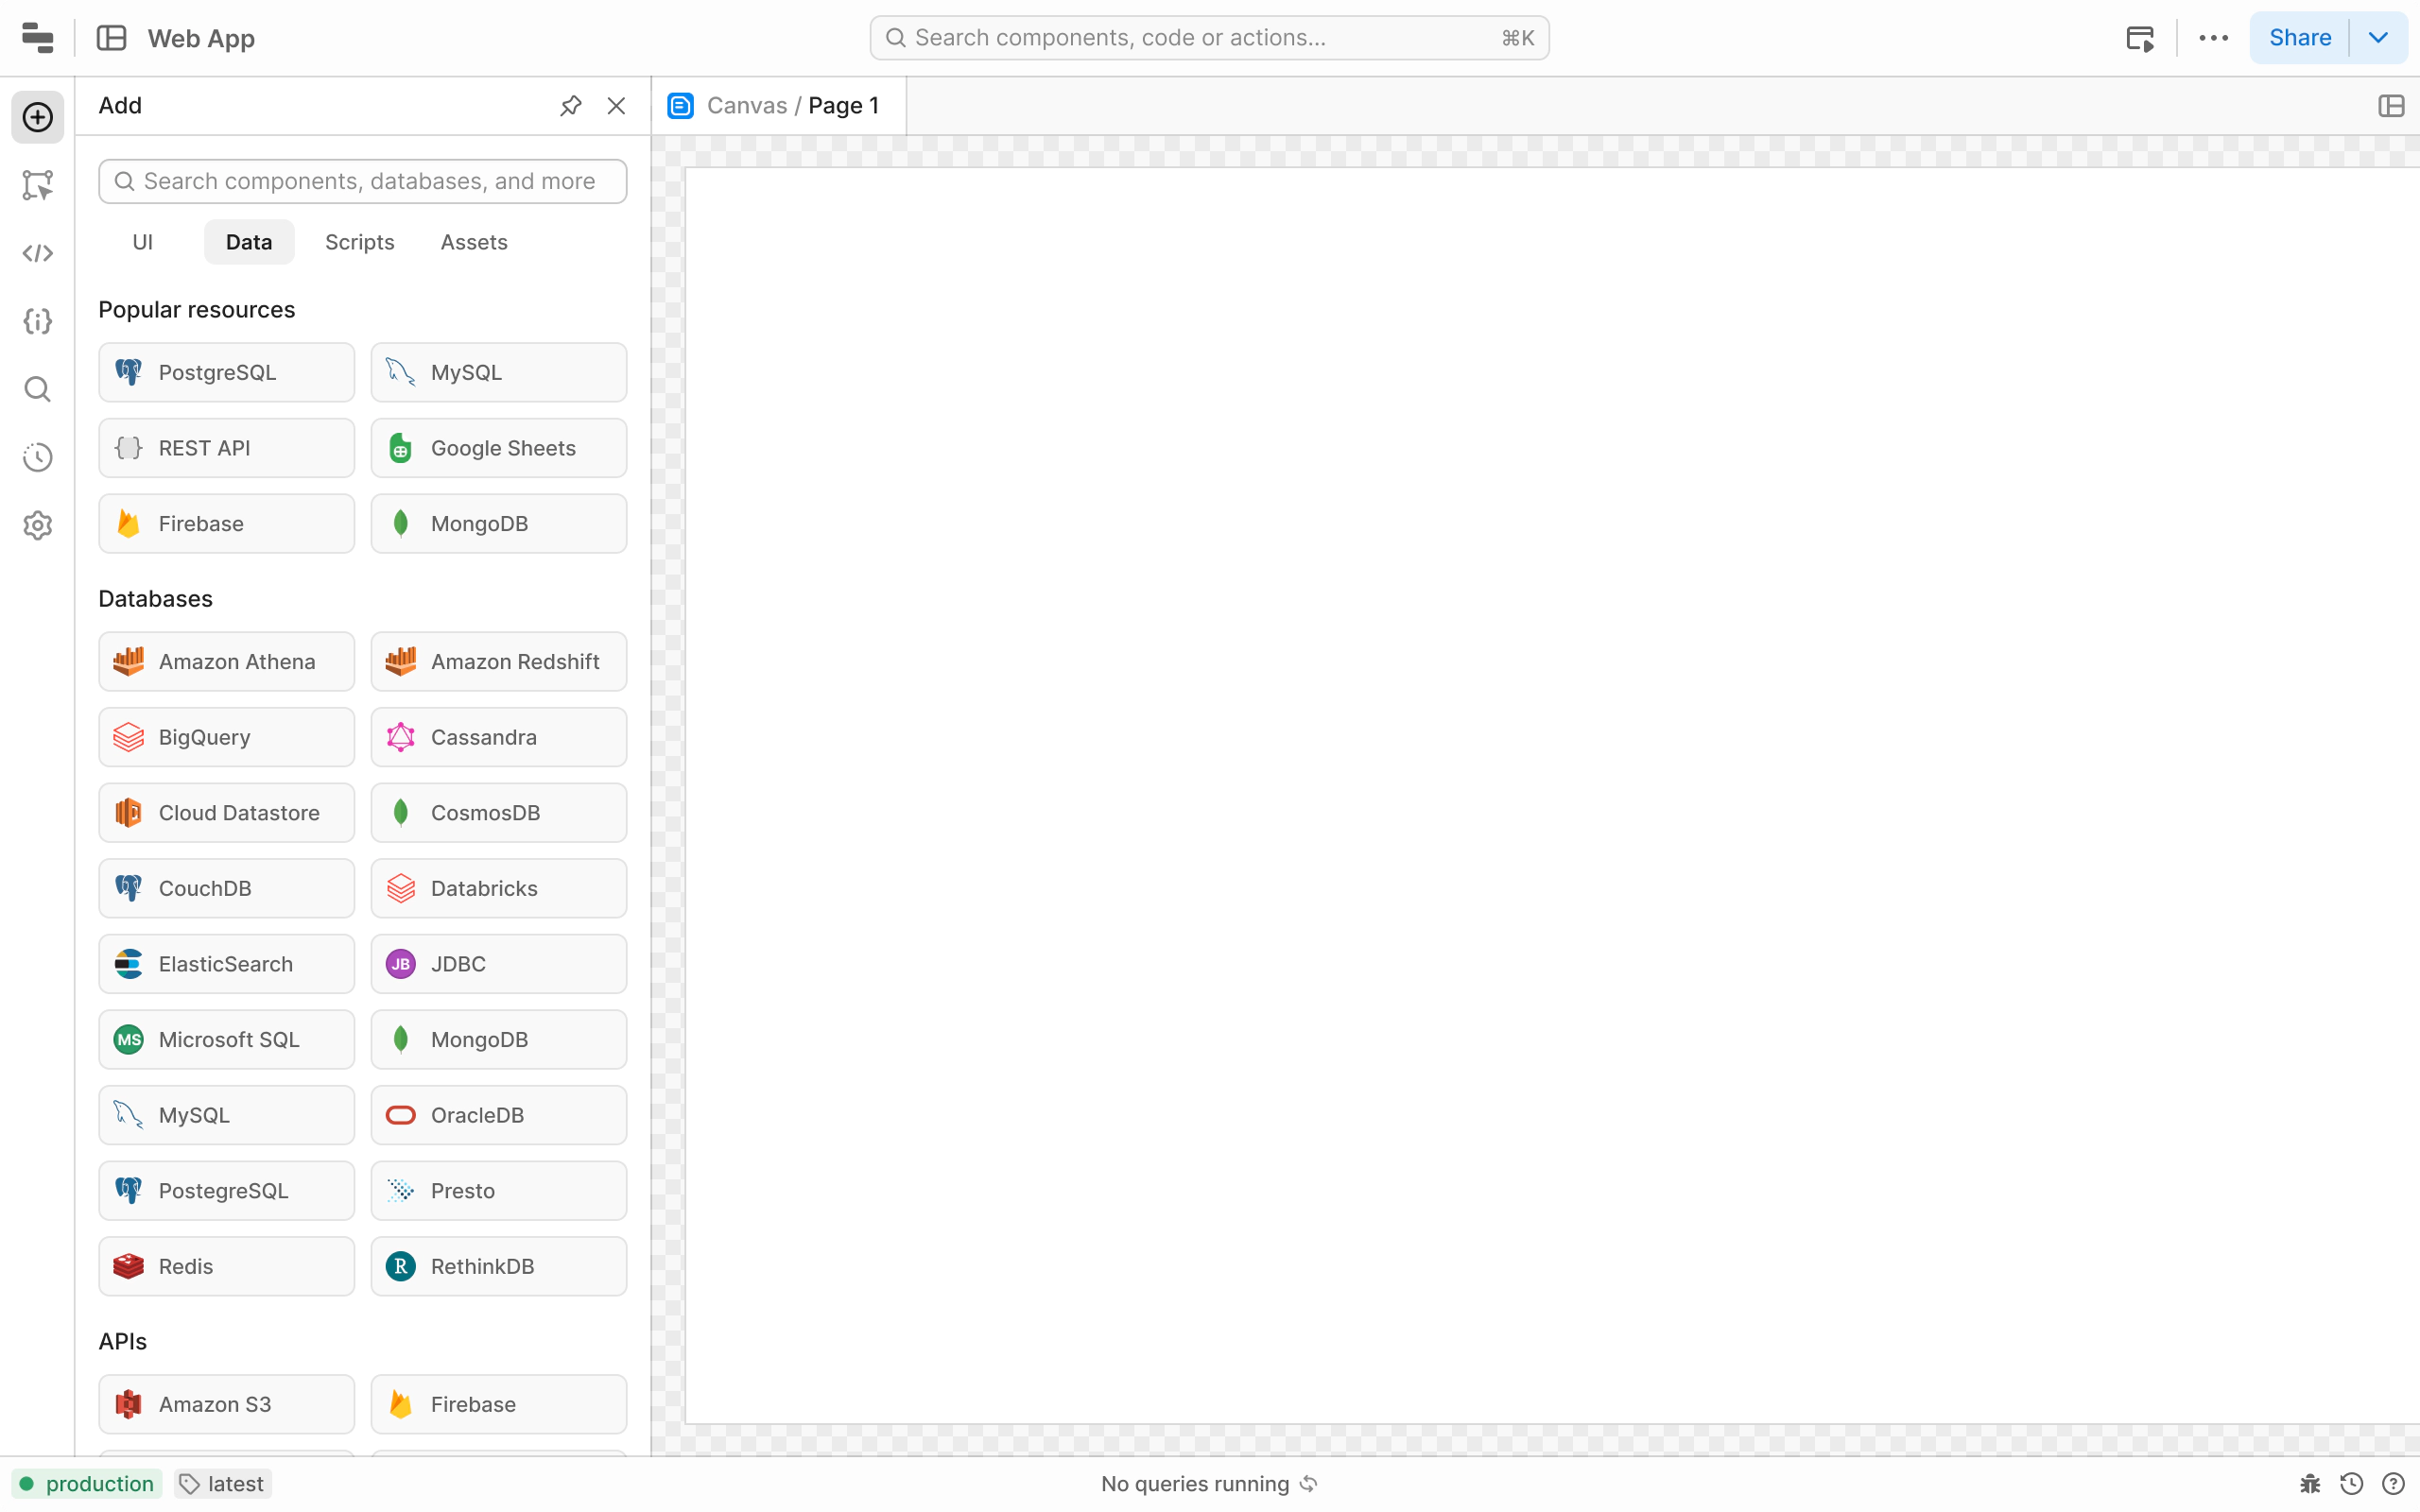 Web App
Search components, code or actions... ⌘K
Share
Add
Canvas / Page 1
Search components, databases, and more
UI Data Scripts Assets
Popular resources
PostgreSQL MySQL
REST API Google Sheets
Firebase MongoDB
Databases
Amazon Athena Amazon Redshift
BigQuery Cassandra
Cloud Datastore CosmosDB
CouchDB Databricks
ElasticSearch JB JDBC
MS Microsoft SQL MongoDB
MySQL OracleDB
PostegreSQL Presto
Redis R RethinkDB
APIs
Amazon S3 Firebase
production latest
No queries running